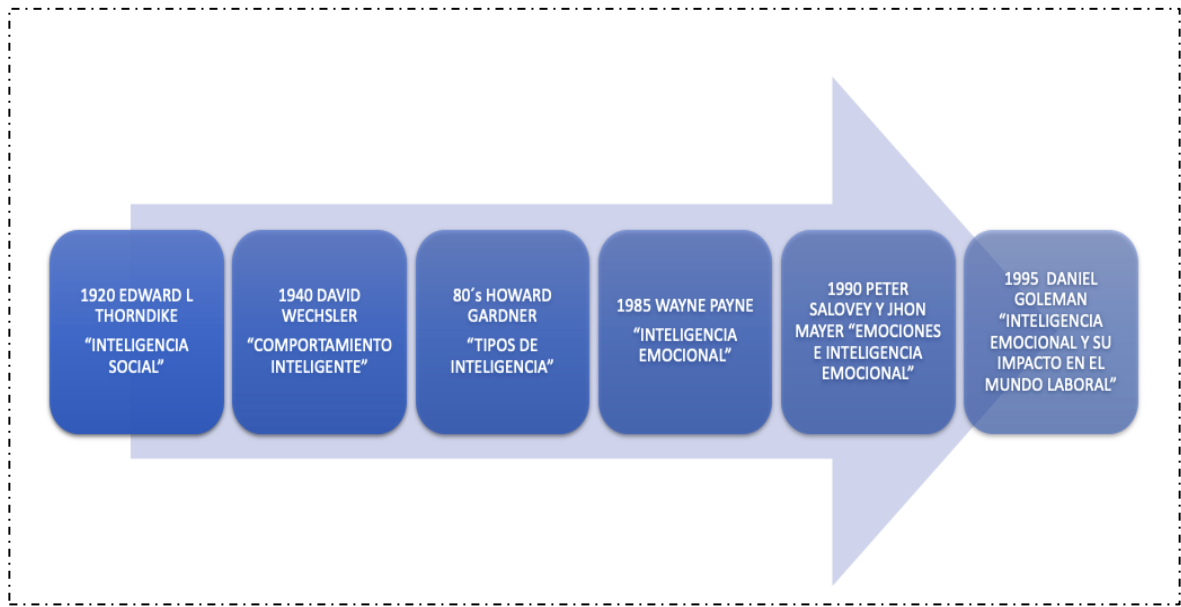 1920 EDWARD L
THORNDIKE
“INTELIGENCIA
SOCIAL”
1940 DAVID
WECHSLER
“COMPORTAMIENTO
INTELIGENTE”
80´s HOWARD
GARDNER
“TIPOS DE
INTELIGENCIA”
1985 WAYNE PAYNE
“INTELIGENCIA
EMOCIONAL”
1990 PETER
SALOVEY Y JHON
MAYER “EMOCIONES
E INTELIGENCIA
EMOCIONAL”
1995 DANIEL
GOLEMAN
“INTELIGENCIA
EMOCIONAL Y SU
IMPACTO EN EL
MUNDO LABORAL”